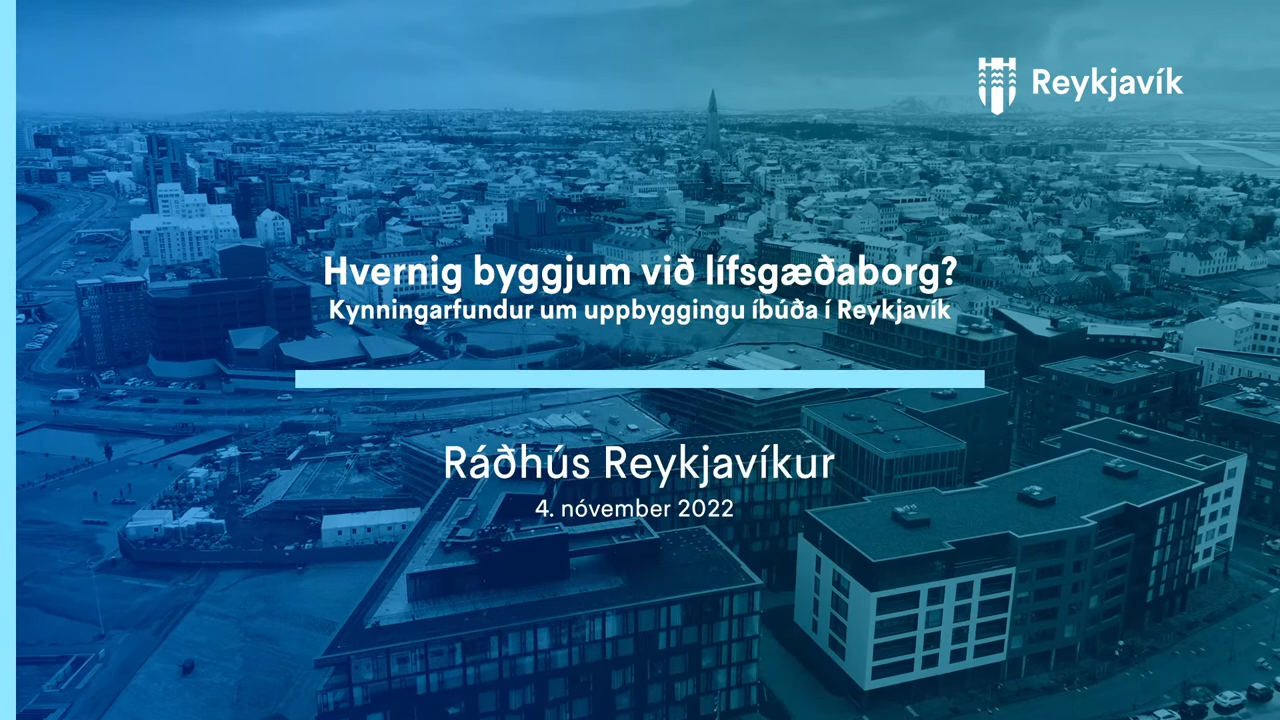 Reykjavík
Hvernig byggjum við lífsgæðaborg?
Kynningarfundur um uppbyggingu íbúða í Reykjavík
Ráðhús Reykjavíkur
4. nóvember 2022